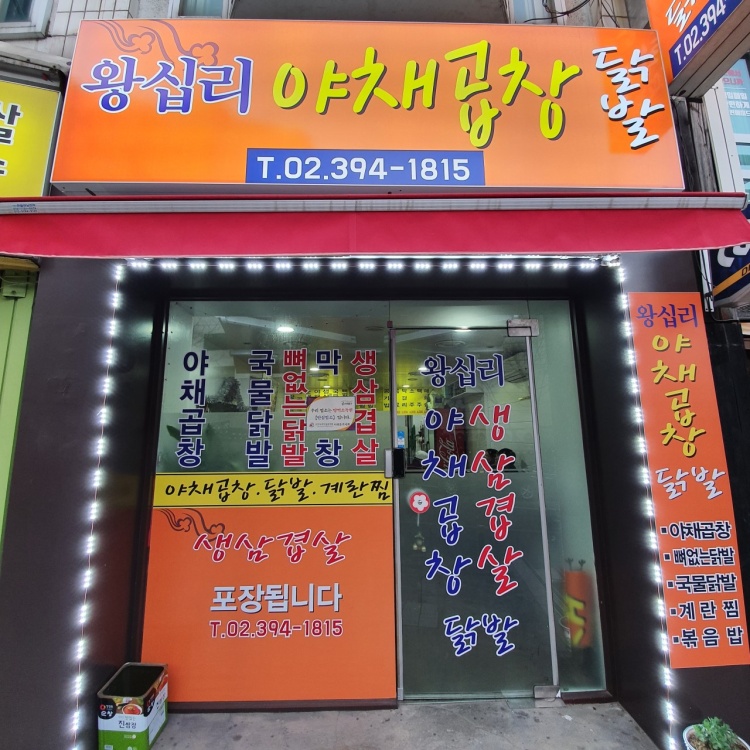 왕십리 야채곱창 닭발
T.02.394-1815
T.02.394
살
야채곱창
국물닭발
뼈없는닭발
막창
생삼겹살
야채곱창.닭발.계란찜
생삼겹살
포장됩니다
T.02.394-1815
왕십리
야채곱창
생삼겹살
닭발
왕십리
야채곱창
닭발
▪야채곱창
▪뼈없는닭발
▪국물닭발
▪계란찜
▪볶음밥